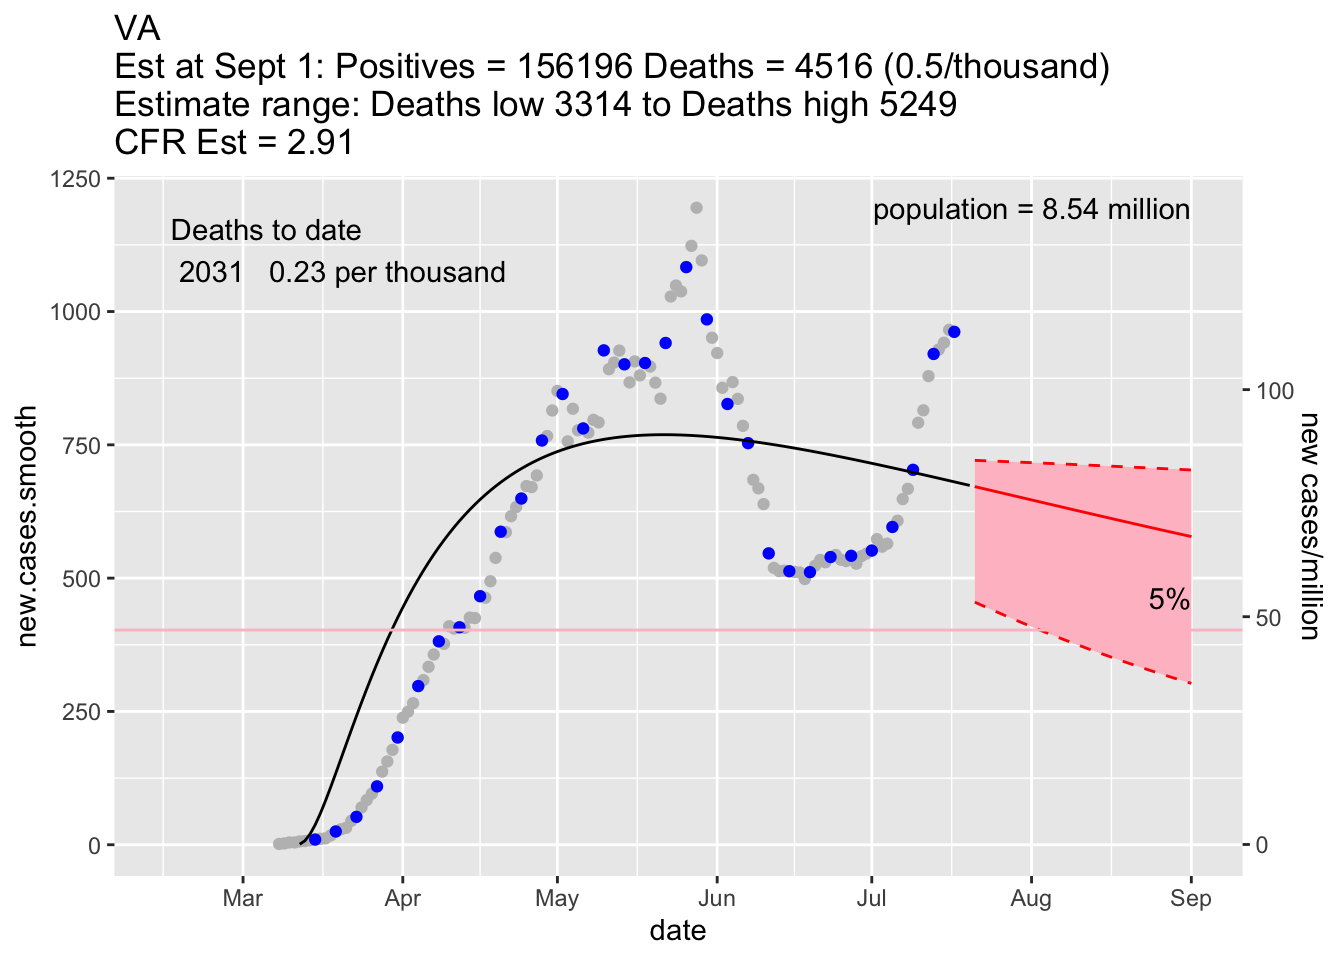 VA
Est at Sept 1: Positives = 156196 Deaths = 4516 (0.5/thousand)
Estimate range: Deaths low 3314 to Deaths high 5249
CFR Est = 2.91
1250
1000
750
500
250
0
new.cases.smooth
Deaths to date
2031 0.23 per thousand
population = 8.54 million
5%
100
50
0
new cases/million
Mar Apr May Jun Jul Aug Sep
date